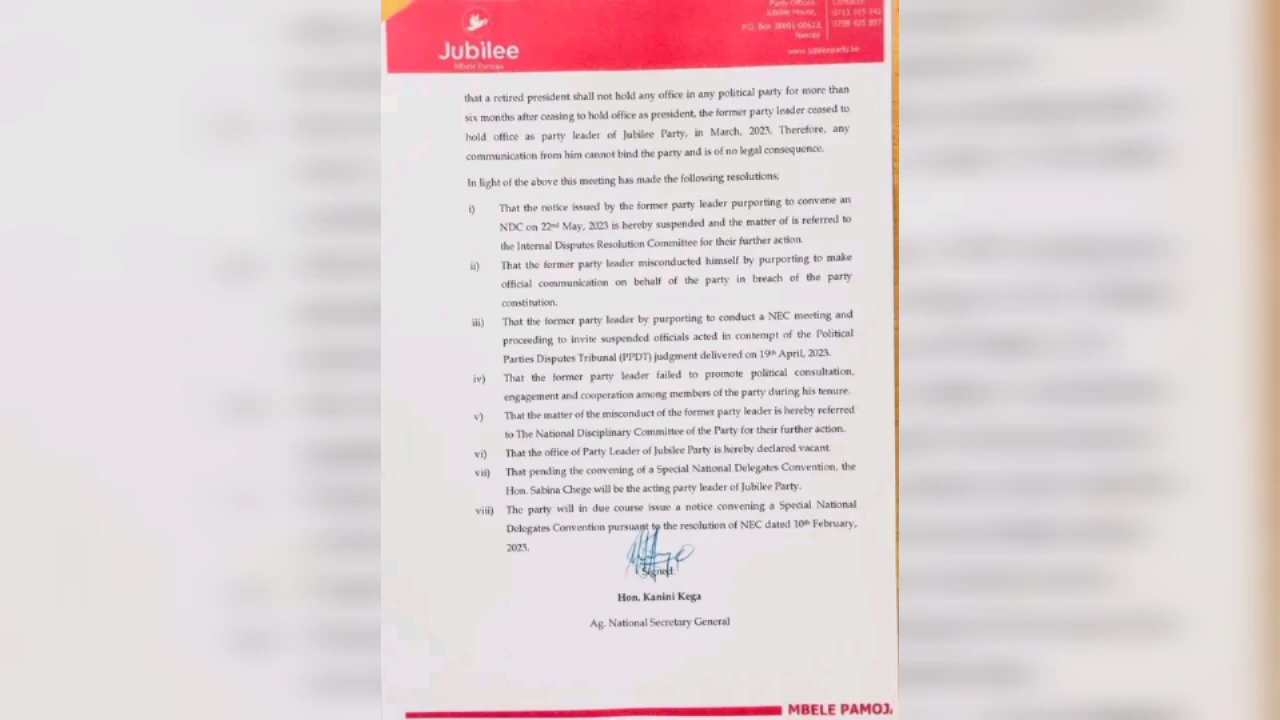 Jubilee
Mbele Pamoja
Party Offices
Jubilee House,
P.O. Box 38601-00623,
Nairobi
Contacts:
www.jubileeparty.ke
that a retired president shall not hold any office in any political party for more than
six months after ceasing to hold office as president, the former party leader ceased to
hold office as party leader of Jubilee Party, in March, 2023. Therefore, any
communication from him cannot bind the party and is of no legal consequence.
In light of the above this meeting has made the following resolutions;
i) That the notice issued by the former party leader purporting to convene an
NDC on 22nd May, 2023 is hereby suspended and the matter of is referred to
the Internal Disputes Resolution Committee for their further action.
ii) That the former party leader misconducted himself by purporting to make
official communication on behalf of the party in breach of the party
constitution.
iii) That the former party leader by purporting to conduct a NEC meeting and
proceeding to invite suspended officials acted in contempt of the Political
Parties Disputes Tribunal (PPDT) judgment delivered on 19th April, 2023.
iv) That the former party leader failed to promote political consultation,
engagement and cooperation among members of the party during his tenure.
v) That the matter of the misconduct of the former party leader is hereby referred
to The National Disciplinary Committee of the Party for their further action.
vi) That the office of Party Leader of Jubilee Party is hereby declared vacant.
vii) That pending the convening of a Special National Delegates Convention, the
Hon. Sabina Chege will be the acting party leader of Jubilee Party.
viii) The party will in due course issue a notice convening a Special National
Delegates Convention pursuant to the resolution of NEC dated 10th February,
2023.
Signed
Hon. Kanini Kega
Ag. National Secretary General
MBELE PAMOJA